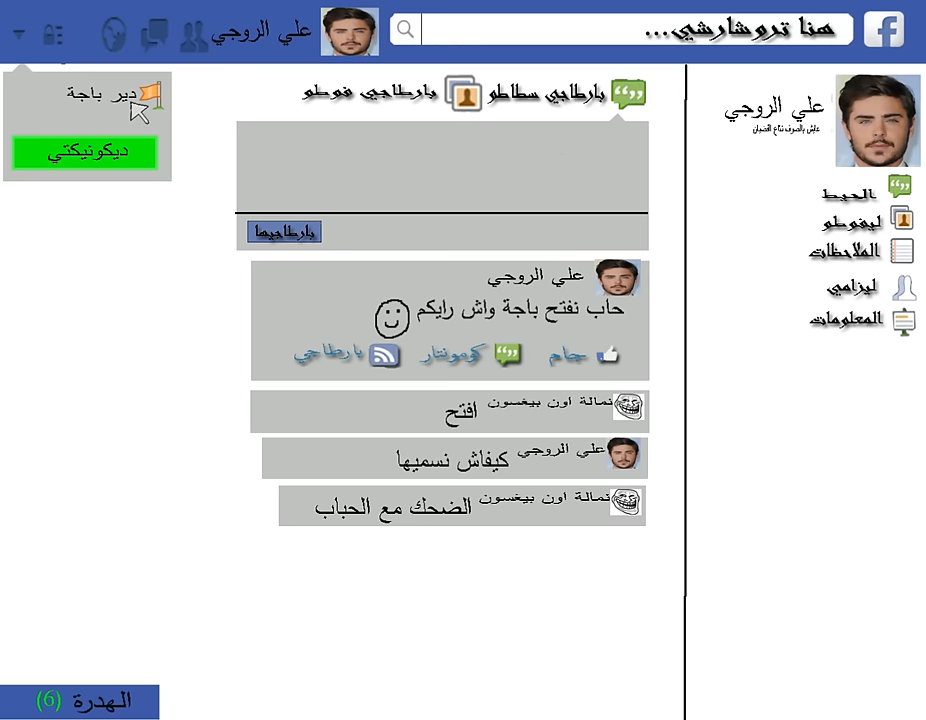 هنا تروشارشي...
علي الروجي
علي الروجي
عايش بالصوف نتاع القصبان
الحيط
ليفوطو
الملاحظات
ليزامي
المعلومات
بارطاجي سطاطو
بارطاجي فوطو
بارطاجيها
علي الروجي
حاب نفتح باجة واش رايكم
جام
كومونتار
بارطاجي
نمالة اون بيغسون افتح
علي الروجي كيفاش نسميها
نمالة اون بيغسون الضحك مع الحباب
دير باجة
ديكونيكتي
الهدرة (6)